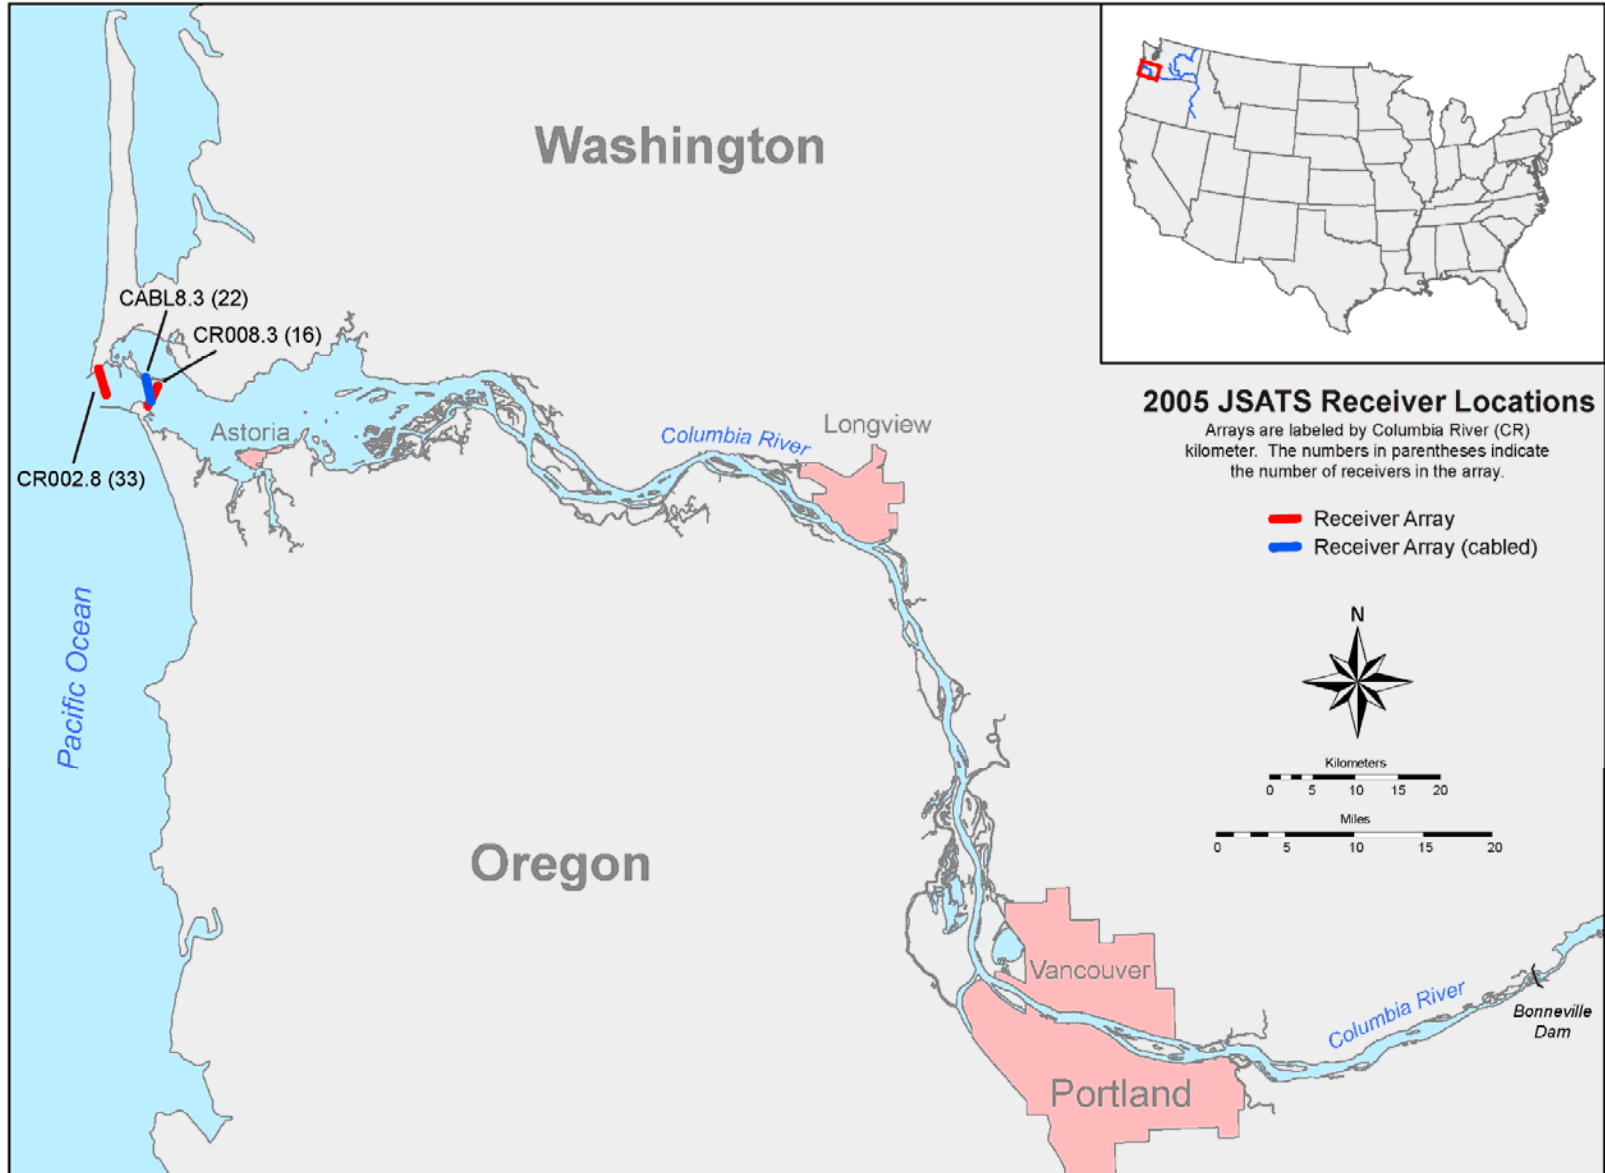 Washington
CABL8.3 (22)
CR008.3 (16)
CR002.8 (33)
Astoria
Columbia River
Longview
2005 JSATS Receiver Locations
Arrays are labeled by Columbia River (CR)
kilometer. The numbers in parentheses indicate
the number of receivers in the array.
Receiver Array
Receiver Array (cabled)
N
Kilometers
0 5 10 15 20
Miles
0 5 10 15 20
Pacific Ocean
Oregon
Vancouver
Portland
Columbia River
Bonneville
Dam